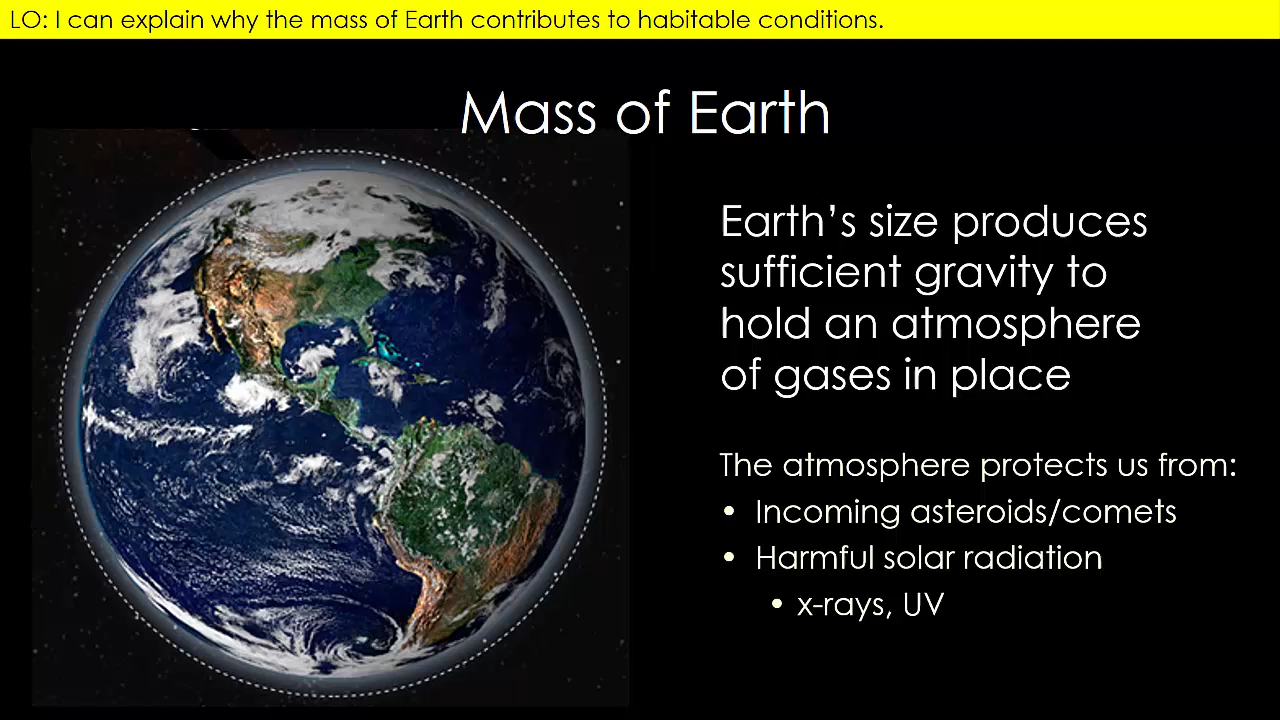 LO: I can explain why the mass of Earth contributes to habitable conditions.
Mass of Earth
Earth’s size produces
sufficient gravity to
hold an atmosphere
of gases in place
The atmosphere protects us from:
• Incoming asteroids/comets
• Harmful solar radiation
• x-rays, UV